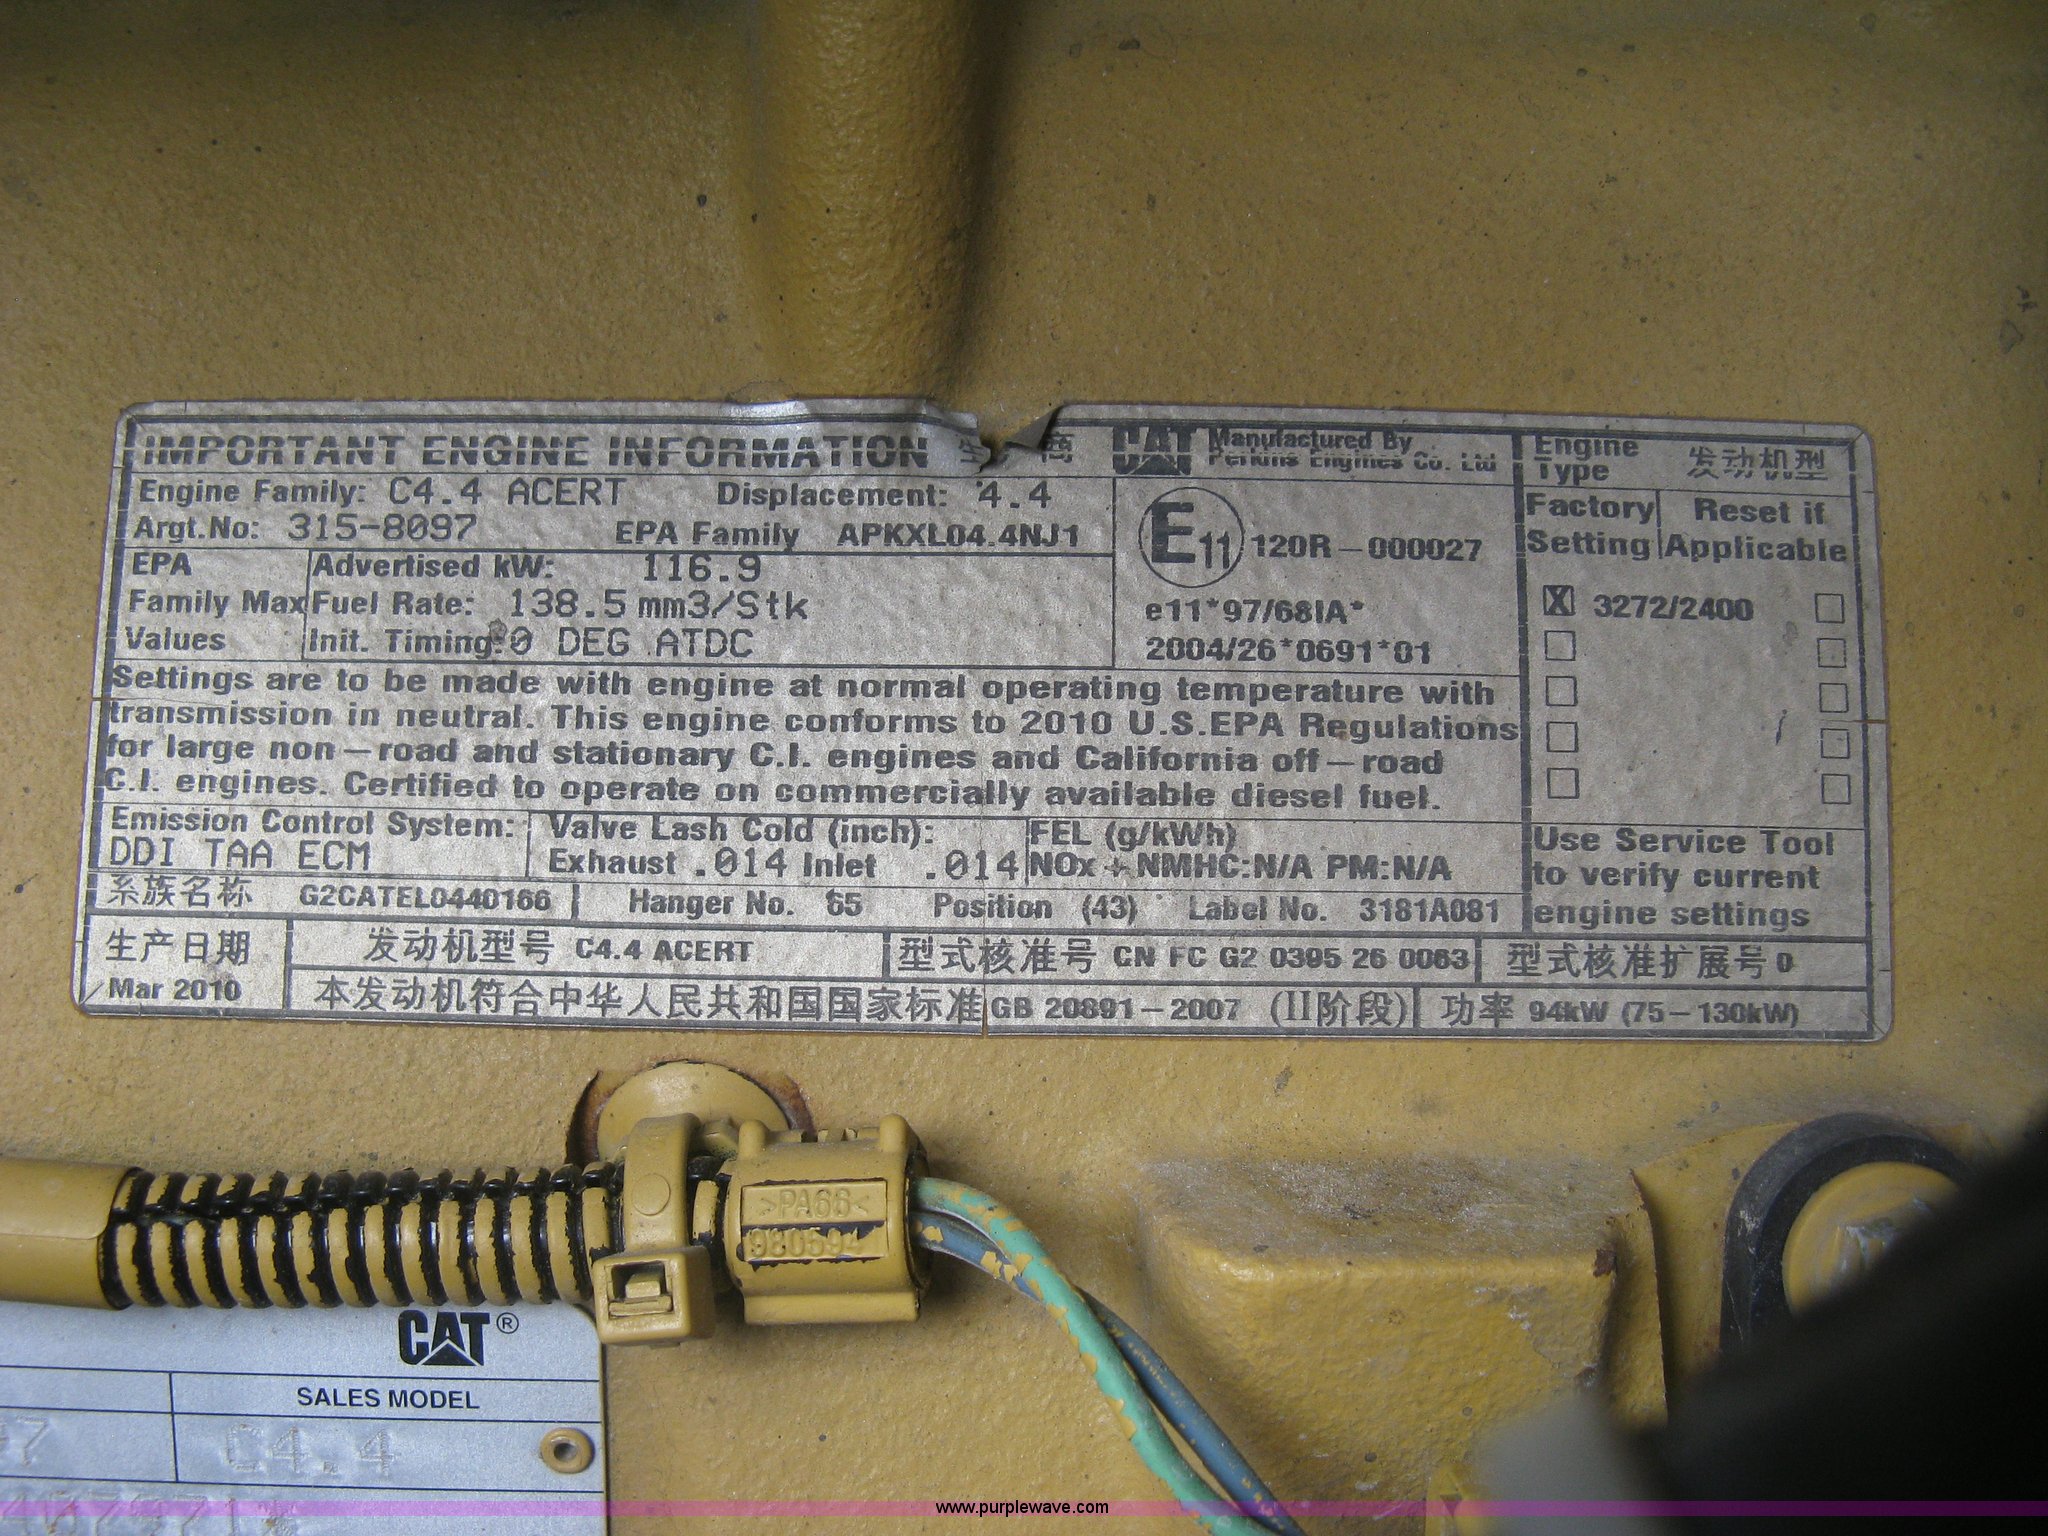 IMPORTANT ENGINE INFORMATION 商 CAT Manufactured By Perkins Engines Co. Ltd
Engine Type 发动机型
Engine Family: C4.4 ACERT Displacement: 4.4
Argt.No: 315-8097 EPA Family APKXL04.4NJ1
EPA Family Max Values
Advertised kW: 116.9
Fuel Rate: 138.5 mm3/Stk
Init. Timing: 0 DEG ATDC
E11 120R-000027
e11*97/68IA*
2004/26*0691*01
Factory Setting
Reset if Applicable
X 3272/2400
Settings are to be made with engine at normal operating temperature with
transmission in neutral. This engine conforms to 2010 U.S.EPA Regulations
for large non-road and stationary C.I. engines and California off-road
C.I. engines. Certified to operate on commercially available diesel fuel.
Emission Control System:
DDI TAA ECM
Valve Lash Cold (inch):
Exhaust .014 Inlet .014
FEL (g/kWh)
NOx + NMHC:N/A PM:N/A
Use Service Tool
to verify current
engine settings
系族名称 G2CATEL0440166 Hanger No. 65 Position (43) Label No. 3181A081
生产日期
Mar 2010
发动机型号 C4.4 ACERT 型式核准号 CN FC G2 0395 26 0063 型式核准扩展号 0
本发动机符合中华人民共和国国家标准 GB 20891-2007 (II阶段) 功率 94kW (75-130kW)
>PA66<
CAT®
SALES MODEL
C4.4
www.purplewave.com